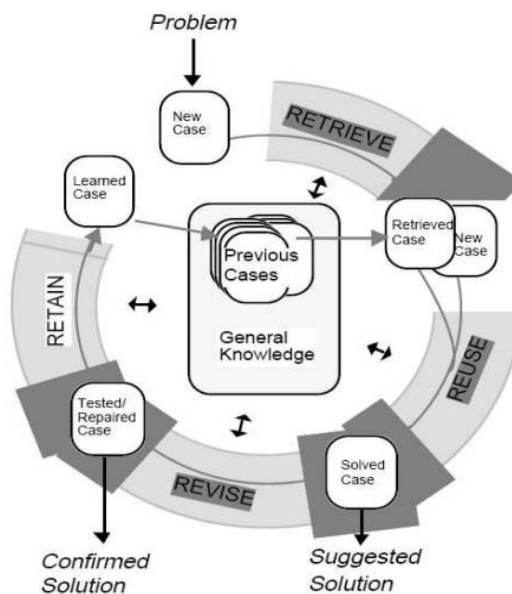 Problem
New
Case
RETRIEVE
Learned
Case
Retrieved
Case
New
Case
Previous
Cases
General
Knowledge
RETAIN
REUSE
Tested/
Repaired
Case
REVISE
Solved
Case
Confirmed
Solution
Suggested
Solution